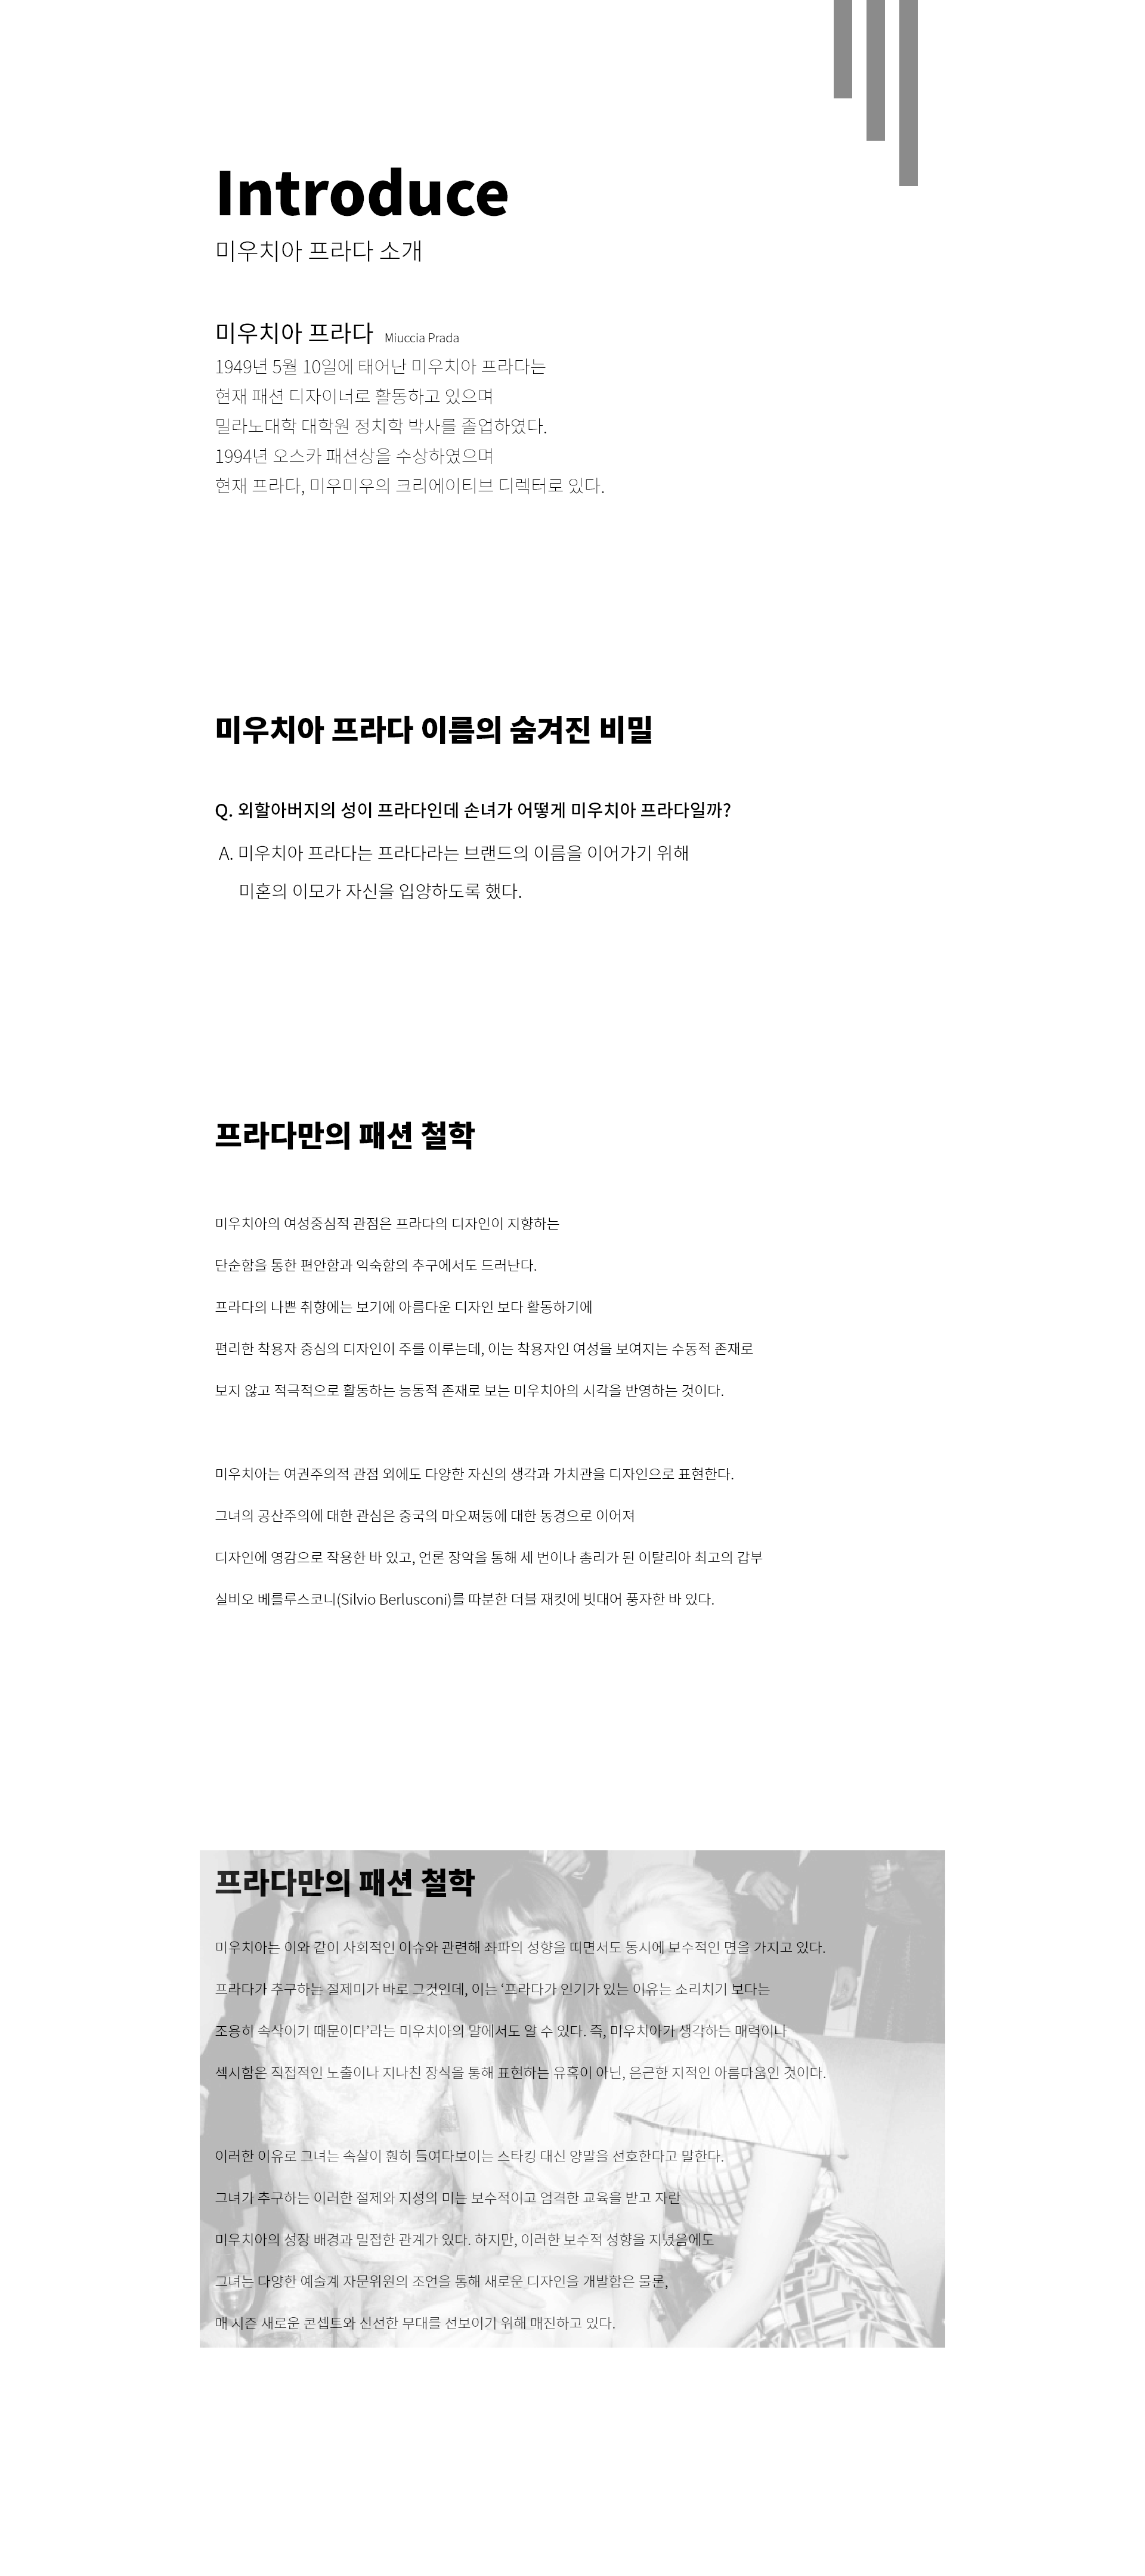 Introduce
미우치아 프라다 소개
미우치아 프라다 Miuccia Prada
1949년 5월 10일에 태어난 미우치아 프라다는
현재 패션 디자이너로 활동하고 있으며
밀라노대학 대학원 정치학 박사를 졸업하였다.
1994년 오스카 패션상을 수상하였으며
현재 프라다, 미우미우의 크리에이티브 디렉터로 있다.
미우치아 프라다 이름의 숨겨진 비밀
Q. 외할아버지의 성이 프라다인데 손녀가 어떻게 미우치아 프라다일까?
A. 미우치아 프라다는 프라다라는 브랜드의 이름을 이어가기 위해
미혼의 이모가 자신을 입양하도록 했다.
프라다만의 패션 철학
미우치아의 여성중심적 관점은 프라다의 디자인이 지향하는
단순함을 통한 편안함과 익숙함의 추구에서도 드러난다.
프라다의 나쁜 취향에는 보기에 아름다운 디자인 보다 활동하기에
편리한 착용자 중심의 디자인이 주를 이루는데, 이는 착용자인 여성을 보여지는 수동적 존재로
보지 않고 적극적으로 활동하는 능동적 존재로 보는 미우치아의 시각을 반영하는 것이다.
미우치아는 여권주의적 관점 외에도 다양한 자신의 생각과 가치관을 디자인으로 표현한다.
그녀의 공산주의에 대한 관심은 중국의 마오쩌둥에 대한 동경으로 이어져
디자인에 영감으로 작용한 바 있고, 언론 장악을 통해 세 번이나 총리가 된 이탈리아 최고의 갑부
실비오 베를루스코니(Silvio Berlusconi)를 따분한 더블 재킷에 빗대어 풍자한 바 있다.
프라다만의 패션 철학
미우치아는 이와 같이 사회적인 이슈와 관련해 좌파의 성향을 띠면서도 동시에 보수적인 면을 가지고 있다.
프라다가 추구하는 절제미가 바로 그것인데, 이는 ‘프라다가 인기가 있는 이유는 소리치기 보다는
조용히 속삭이기 때문이다’라는 미우치아의 말에서도 알 수 있다. 즉, 미우치아가 생각하는 매력이나
섹시함은 직접적인 노출이나 지나친 장식을 통해 표현하는 유혹이 아닌, 은근한 지적인 아름다움인 것이다.
이러한 이유로 그녀는 속살이 훤히 들여다보이는 스타킹 대신 양말을 선호한다고 말한다.
그녀가 추구하는 이러한 절제와 지성의 미는 보수적이고 엄격한 교육을 받고 자란
미우치아의 성장 배경과 밀접한 관계가 있다. 하지만, 이러한 보수적 성향을 지녔음에도
그녀는 다양한 예술계 자문위원의 조언을 통해 새로운 디자인을 개발함은 물론,
매 시즌 새로운 콘셉트와 신선한 무대를 선보이기 위해 매진하고 있다.